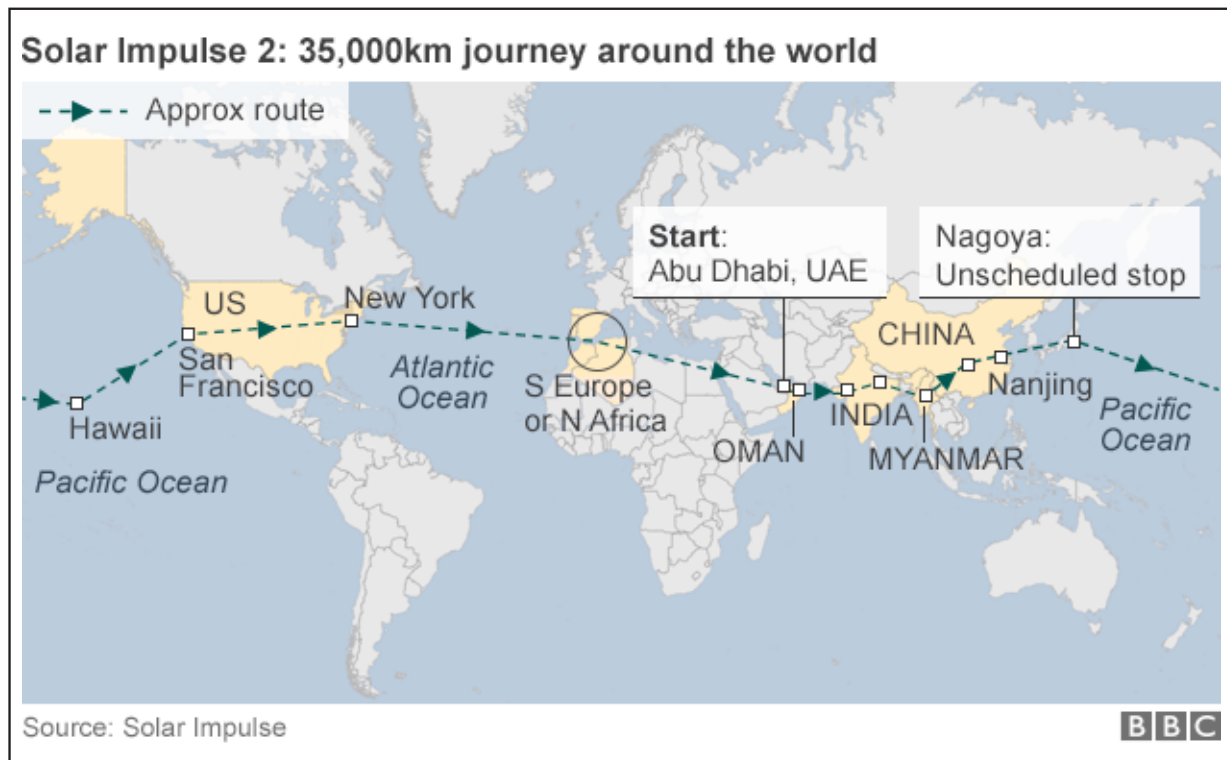 Solar Impulse 2: 35,000km journey around the world
Approx route
Start:
Abu Dhabi, UAE
Nagoya:
Unscheduled stop
US
New York
San
Francisco
Hawaii
Pacific Ocean
Atlantic
Ocean
S Europe
or N Africa
OMAN
INDIA
MYANMAR
CHINA
Nanjing
Pacific
Ocean
Source: Solar Impulse
BBC